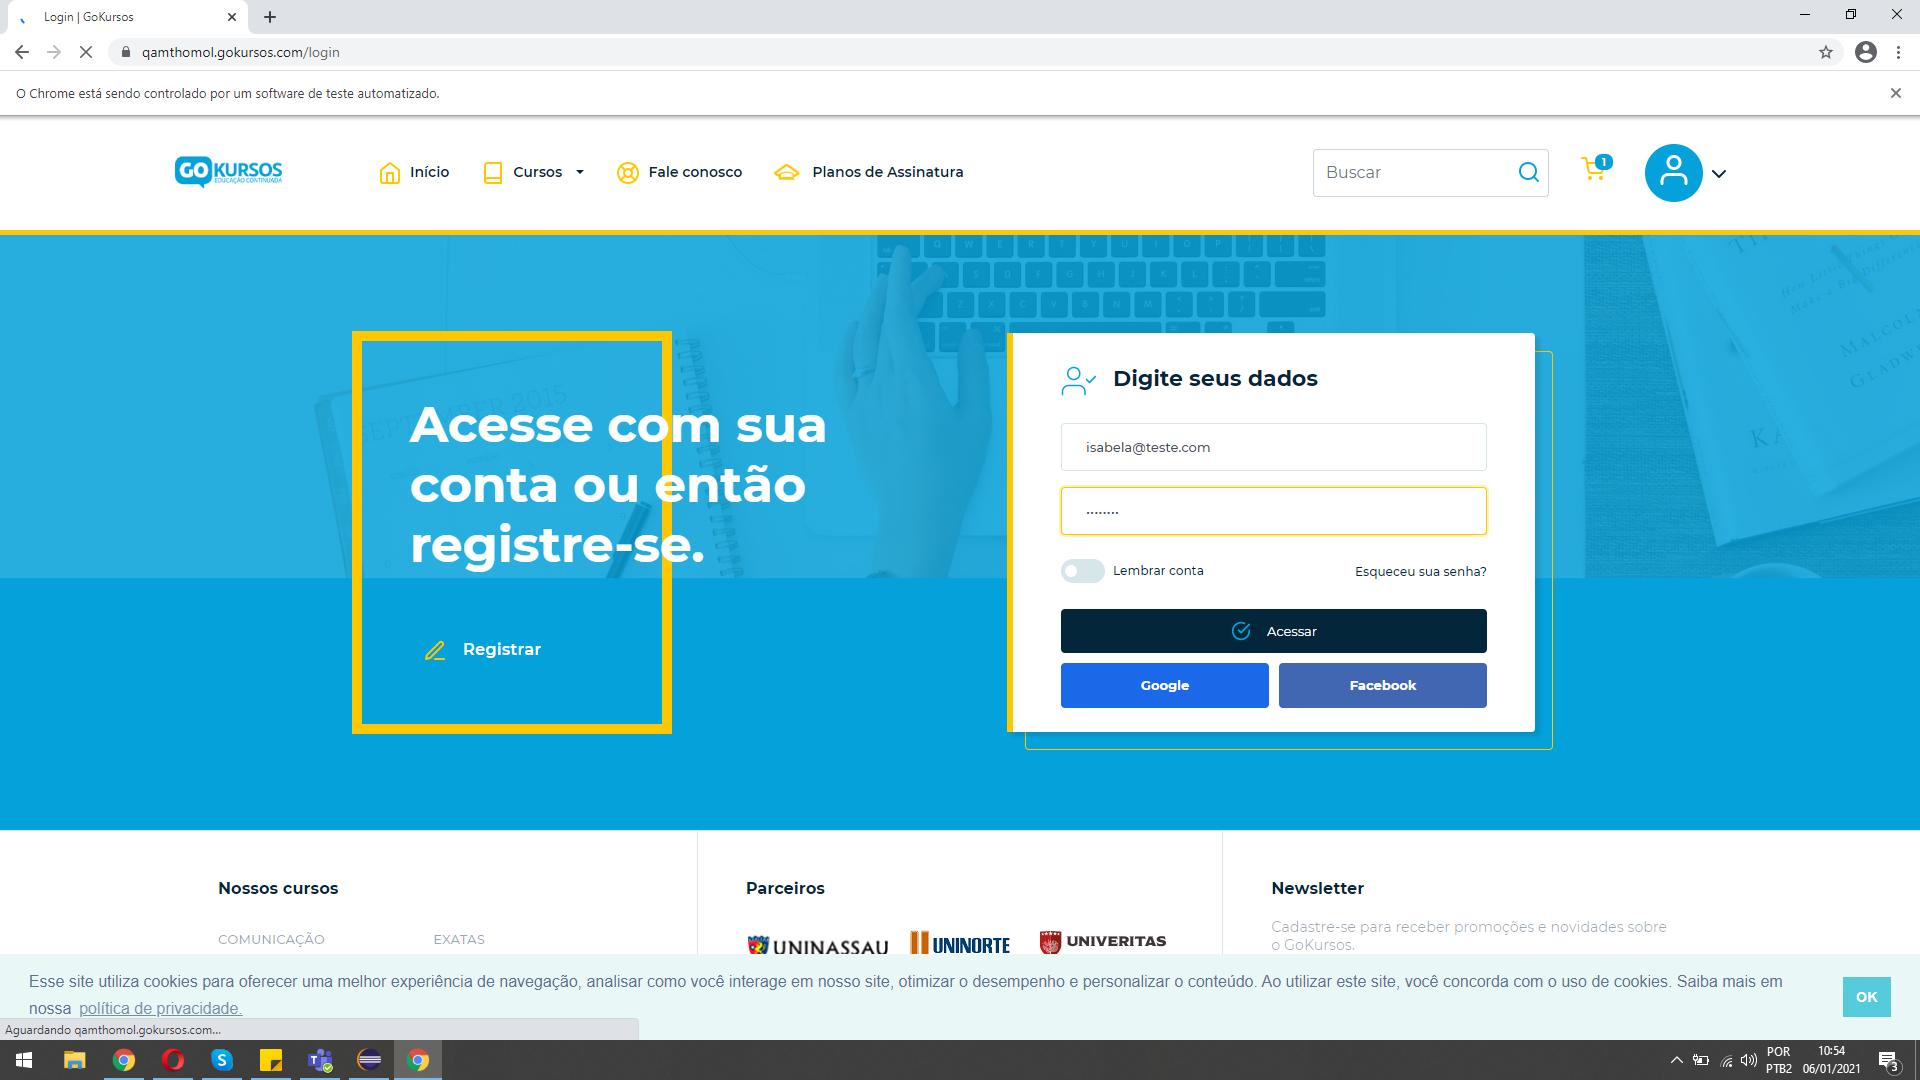 Login | GoKursos
qamthomol.gokursos.com/login
O Chrome está sendo controlado por um software de teste automatizado.
GO KURSOS
EDUCAÇÃO CONTINUADA
Início
Cursos
Fale conosco
Planos de Assinatura
Buscar
1
Acesse com sua
conta ou então
registre-se.
Registrar
Digite seus dados
isabela@teste.com
........
Lembrar conta
Esqueceu sua senha?
Acessar
Google
Facebook
SEPTEMBER 2015
Nossos cursos
COMUNICAÇÃO
EXATAS
Parceiros
UNINASSAU
UNINORTE
UNIVERITAS
Newsletter
Cadastre-se para receber promoções e novidades sobre
o GoKursos.
Esse site utiliza cookies para oferecer uma melhor experiência de navegação, analisar como você interage em nosso site, otimizar o desempenho e personalizar o conteúdo. Ao utilizar este site, você concorda com o uso de cookies. Saiba mais em
nossa política de privacidade.
OK
Aguardando qamthomol.gokursos.com...
POR
PTB2
10:54
06/01/2021
3